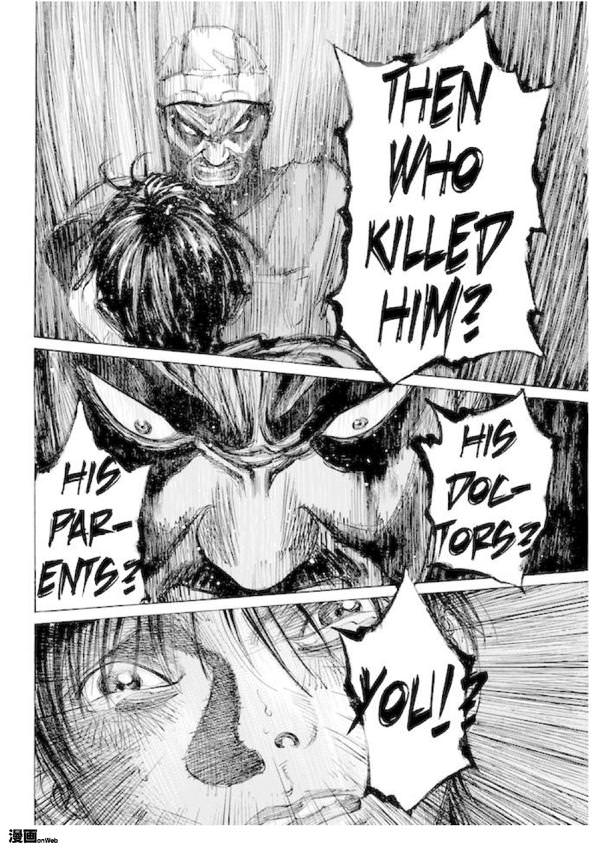 THEN
WHO
KILLED
HIM?
HIS
DOC-
TORS?
HIS
PAR-
ENTS?
YOU!?
漫画onWeb